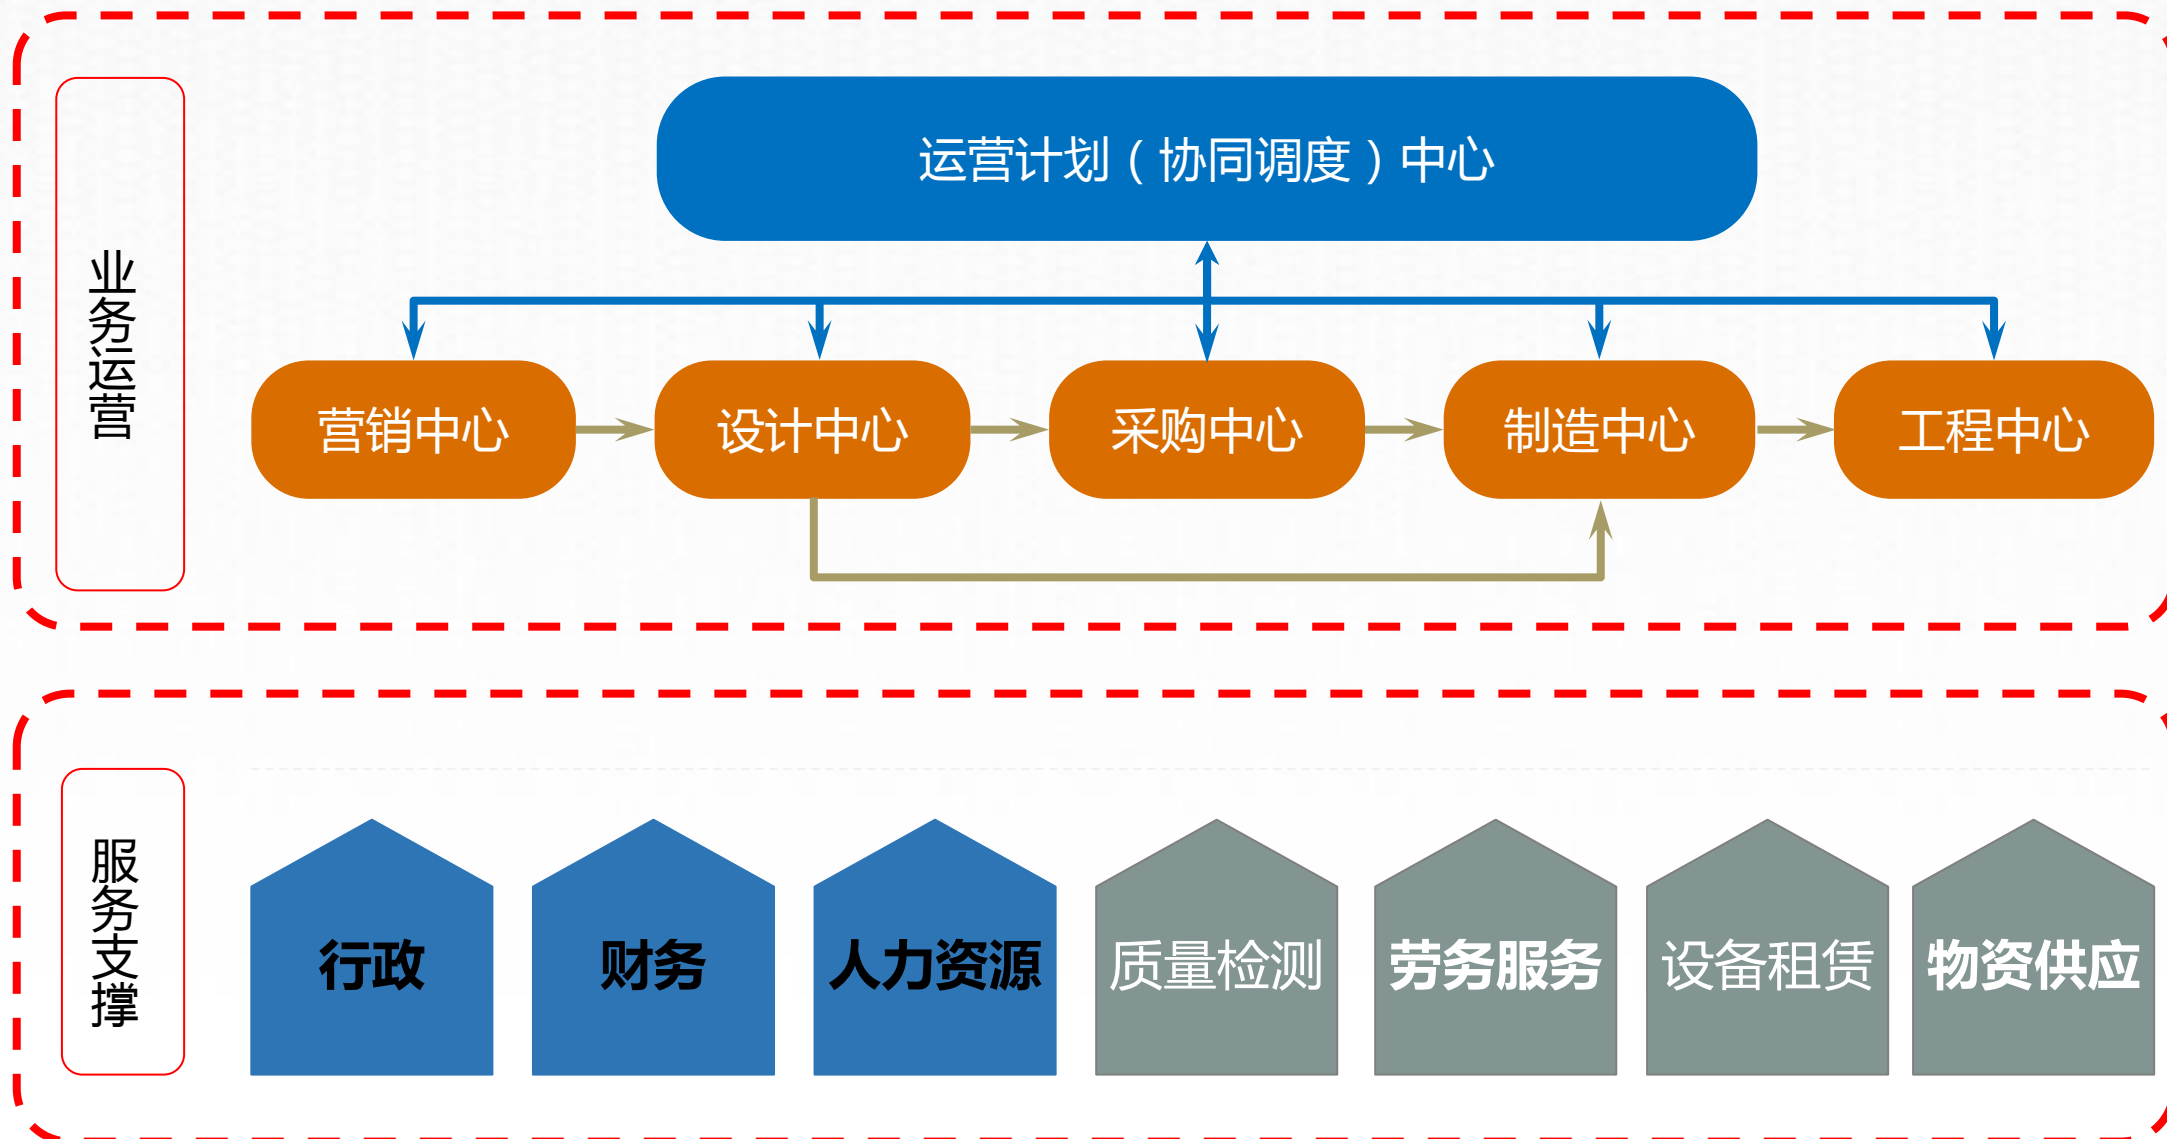 业务运营
运营计划（协同调度）中心
营销中心
设计中心
采购中心
制造中心
工程中心
服务支撑
行政
财务
人力资源
质量检测
劳务服务
设备租赁
物资供应